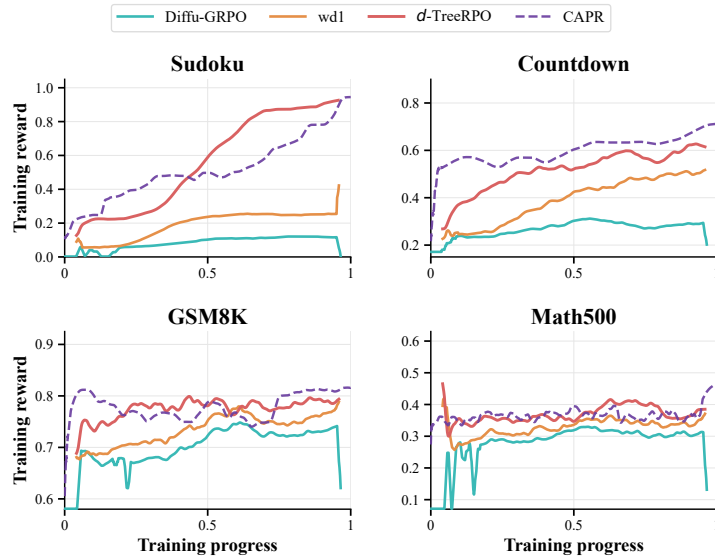 Diffu-GRPO wd1 d-TreeRPO CAPR
Sudoku
Countdown
Training reward
1.0
0.8
0.6
0.4
0.2
0.0
0 0.5 1
0.8
0.6
0.4
0.2
0 0.5
GSM8K
Math500
Training reward
0.9
0.8
0.7
0.6
0 0.5 1
Training progress
0.6
0.5
0.4
0.3
0.2
0.1
0 0.5
Training progress